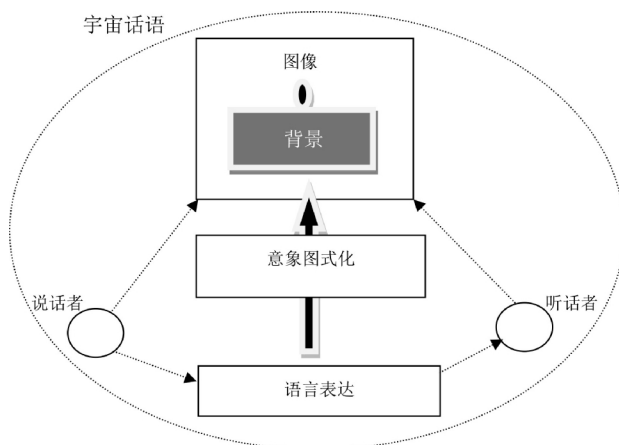 宇宙话语
图像
背景
意象图式化
说话者
听话者
语言表达